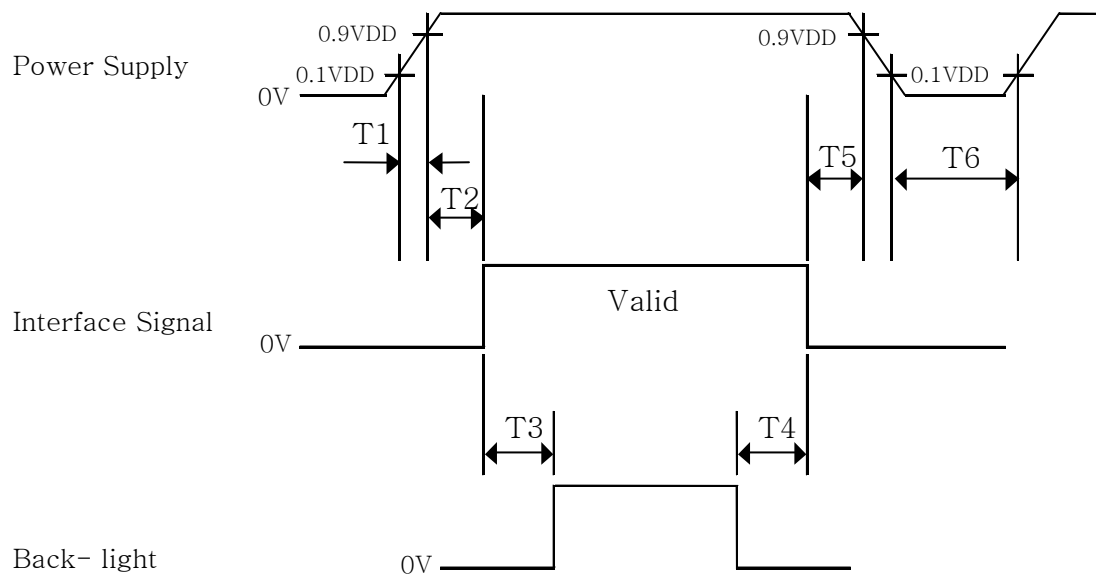 0.9VDD 0.9VDD
Power Supply
0.1VDD 0.1VDD
0V
T1
T5 T6
T2
Valid
Interface Signal
0V
T3 T4
Back- light
0V